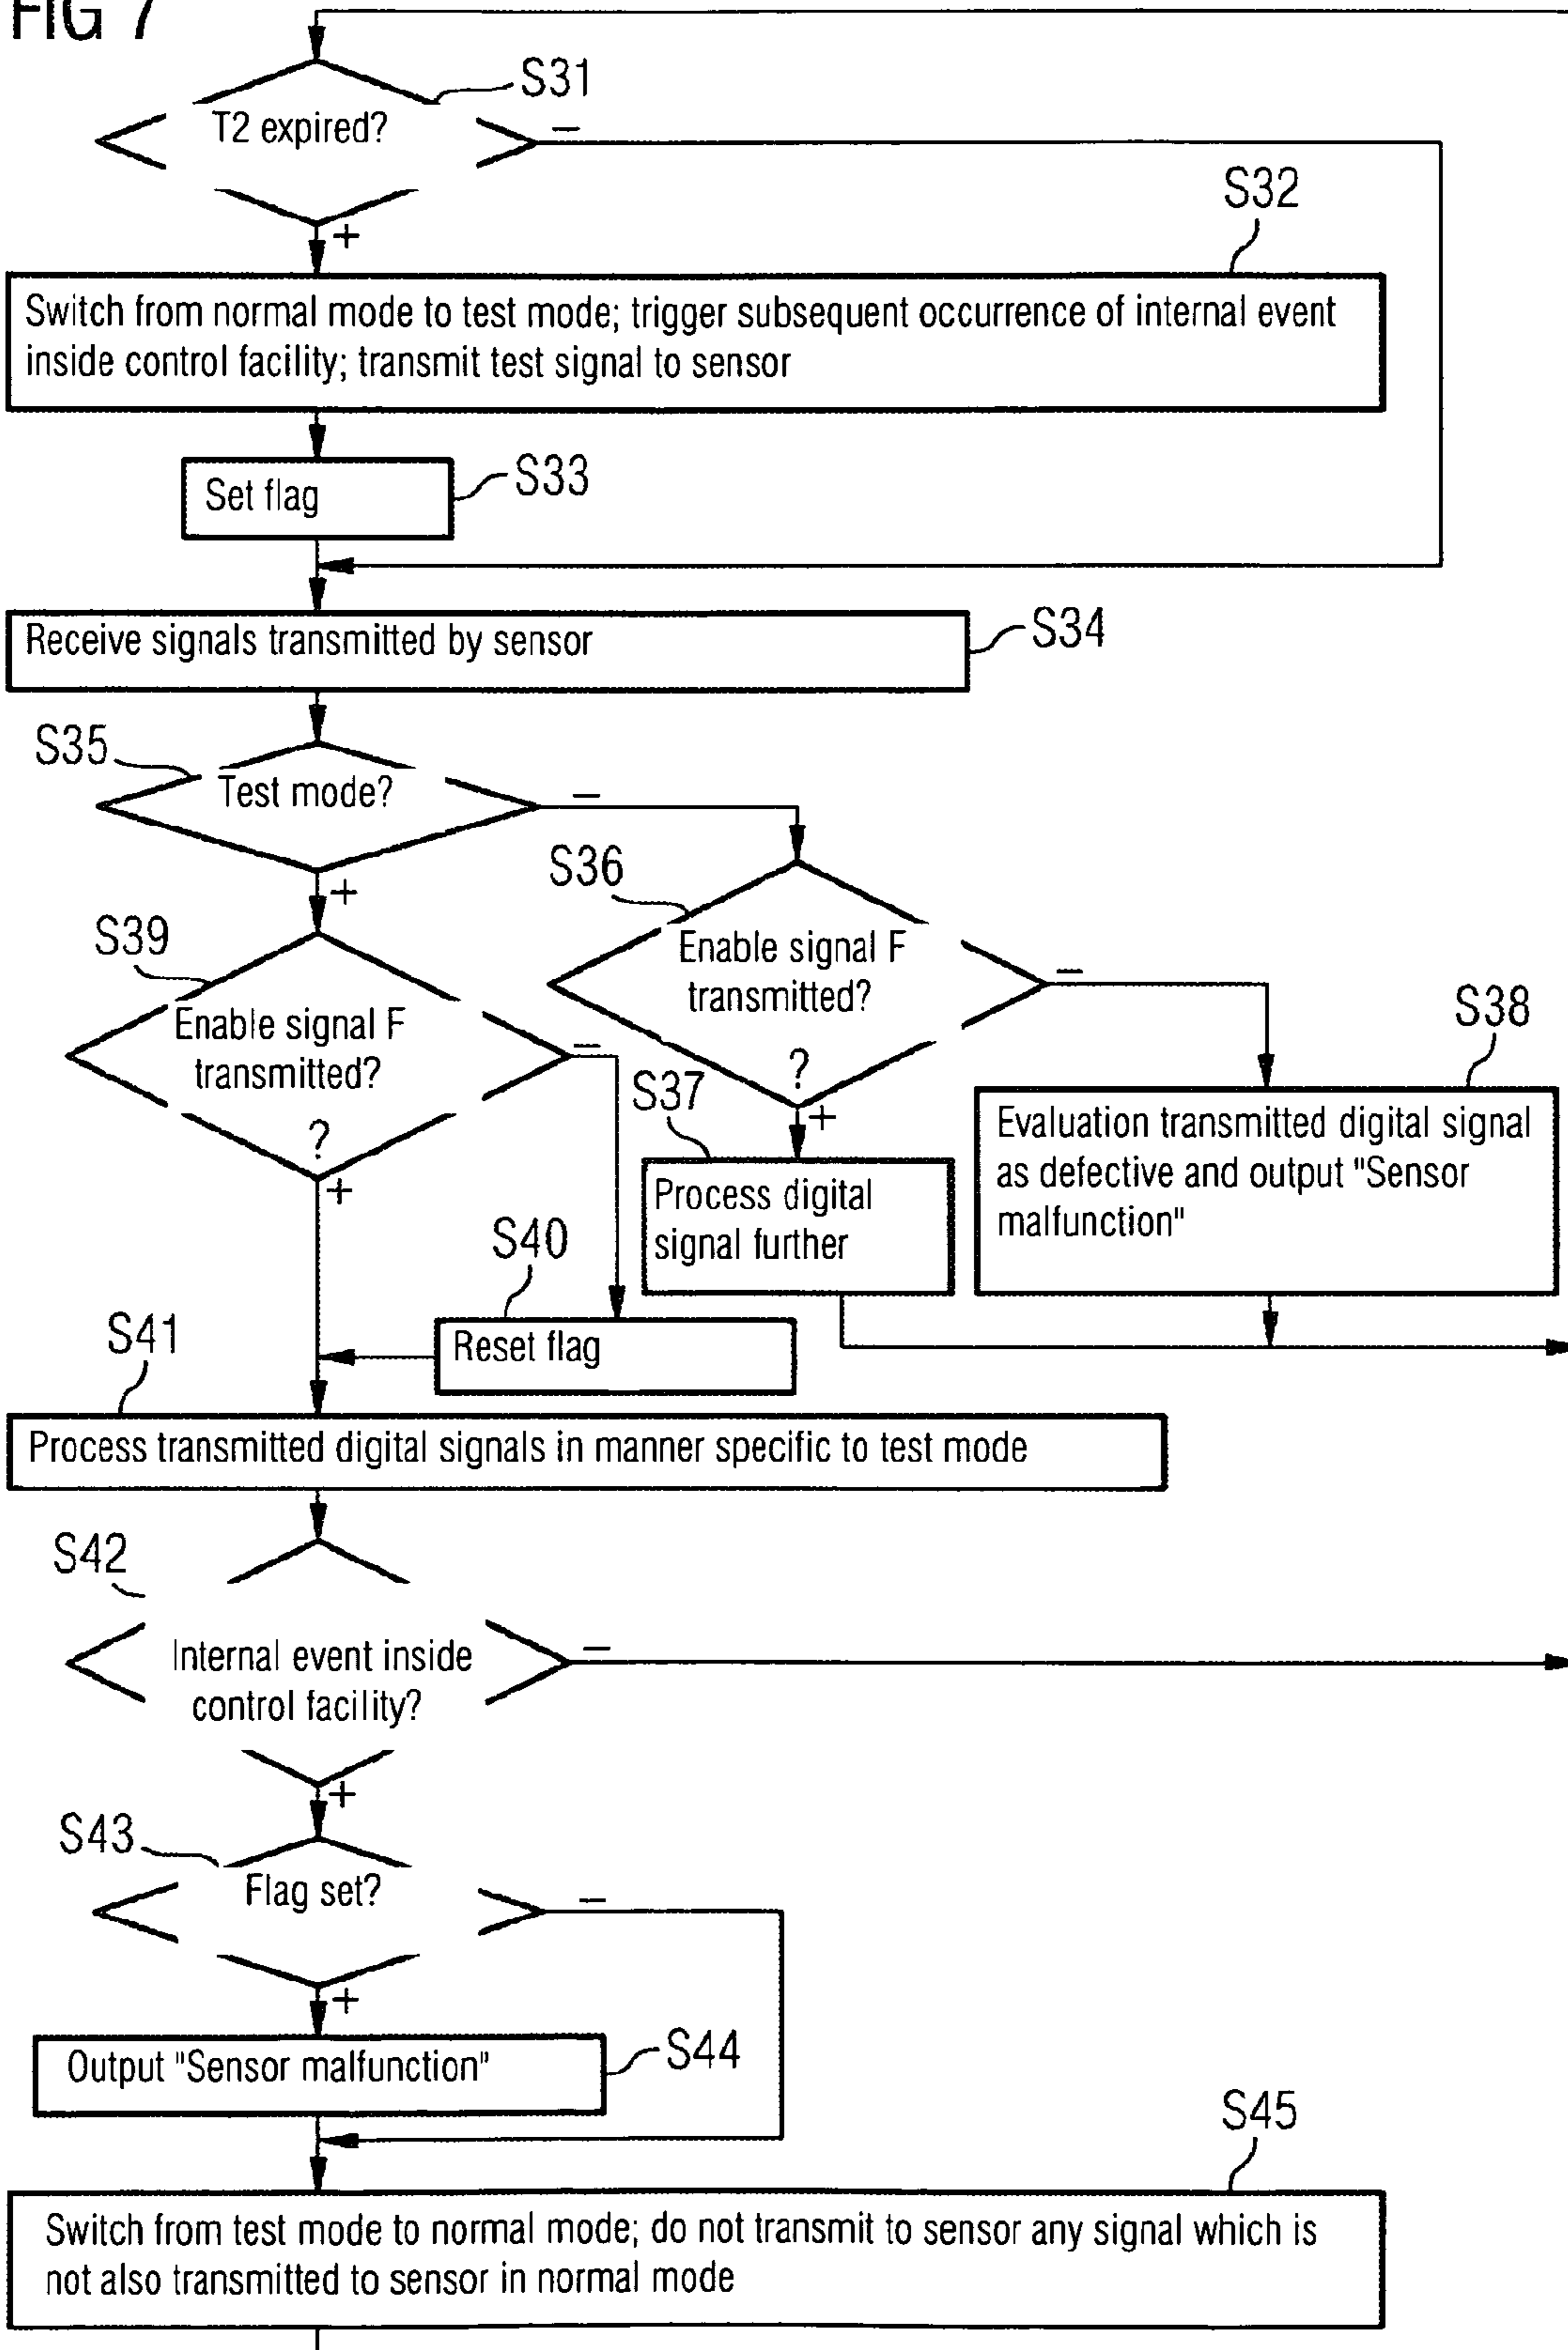 FIG 7
S31
T2 expired?
–
+
S32
Switch from normal mode to test mode; trigger subsequent occurrence of internal event
inside control facility; transmit test signal to sensor
Set flag
S33
Receive signals transmitted by sensor
S34
S35
Test mode?
–
+
S36
Enable signal F
transmitted?
?
–
+
S39
Enable signal F
transmitted?
?
–
+
S37
Process digital
signal further
S38
Evaluation transmitted digital signal
as defective and output "Sensor
malfunction"
S40
Reset flag
S41
Process transmitted digital signals in manner specific to test mode
S42
Internal event inside
control facility?
–
+
S43
Flag set?
–
+
Output "Sensor malfunction"
S44
S45
Switch from test mode to normal mode; do not transmit to sensor any signal which is
not also transmitted to sensor in normal mode